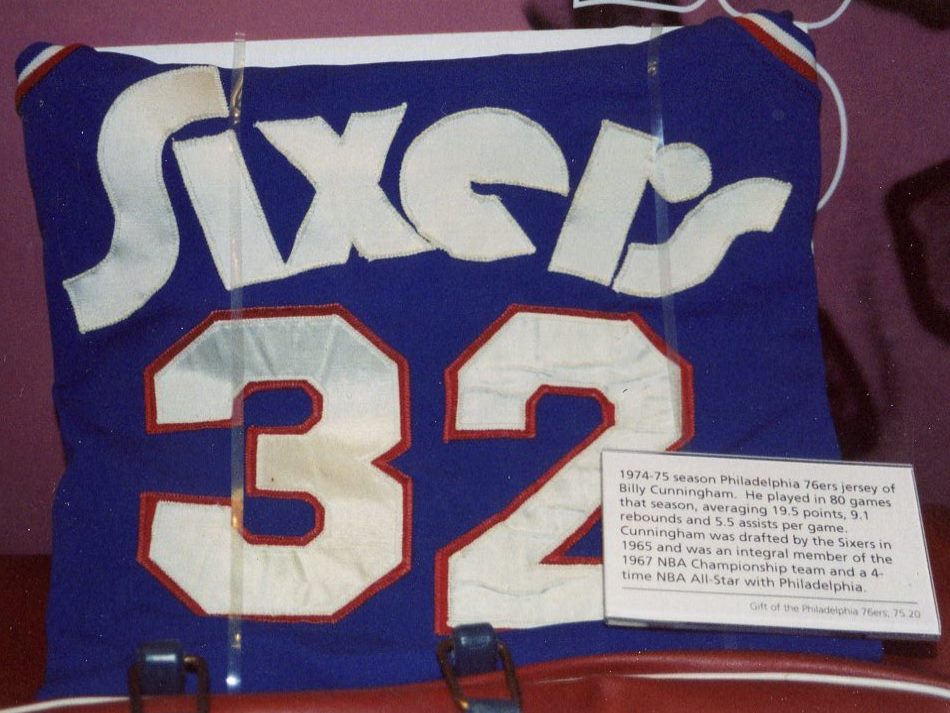 Sixers
32
1974-75 season Philadelphia 76ers jersey of
Billy Cunningham. He played in 80 games
that season, averaging 19.5 points, 9.1
rebounds and 5.5 assists per game.
Cunningham was drafted by the Sixers in
1965 and was an integral member of the
1967 NBA Championship team and a 4-
time NBA All-Star with Philadelphia.
Gift of the Philadelphia 76ers; 75.20